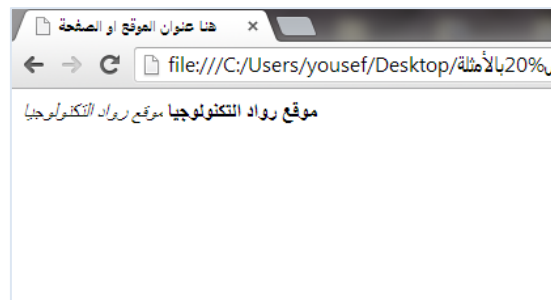 هنا عنوان الموقع او الصفحة
file:///C:/Users/yousef/Desktop/بالأمثلة%20
موقع رواد التكنولوجيا موقع رواد التكنولوجيا